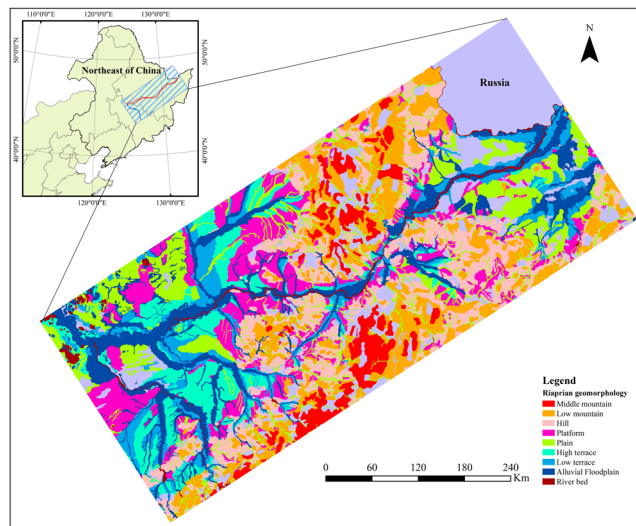 110°0'0"E 120°0'0"E 130°0'0"E
50°0'0"N
50°0'0"N
Northeast of China
40°0'0"N
40°0'0"N
120°0'0"E 130°0'0"E
N
Russia
Legend
Riaprian geomorphology
Middle mountain
Low mountain
Hill
Platform
Plain
High terrace
Low terrace
Alluvial Floodplain
River bed
0 60 120 180 240
Km